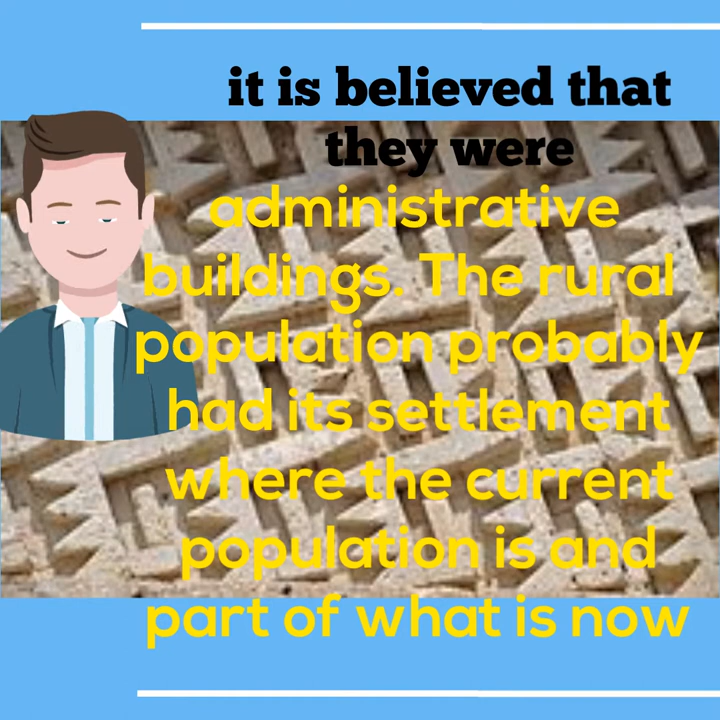 it is believed that
they were
administrative
buildings. The rural
population probably
had its settlement
where the current
population is and
part of what is now